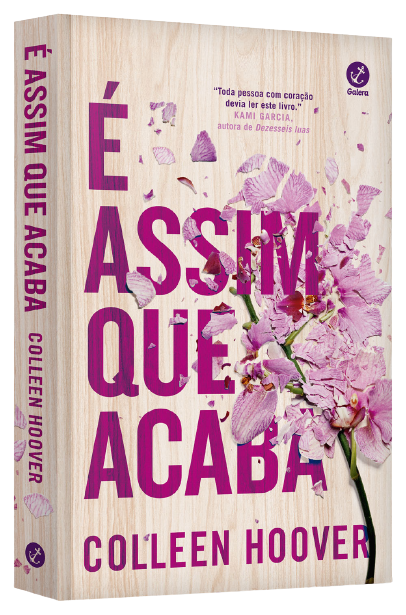 É ASSIM QUE ACABA
COLLEEN HOOVER
Galera
"Toda pessoa com coração
devia ler este livro."
KAMI GARCIA,
autora de Dezesseis luas
É
ASSIM
QUE
ACABA
COLLEEN HOOVER